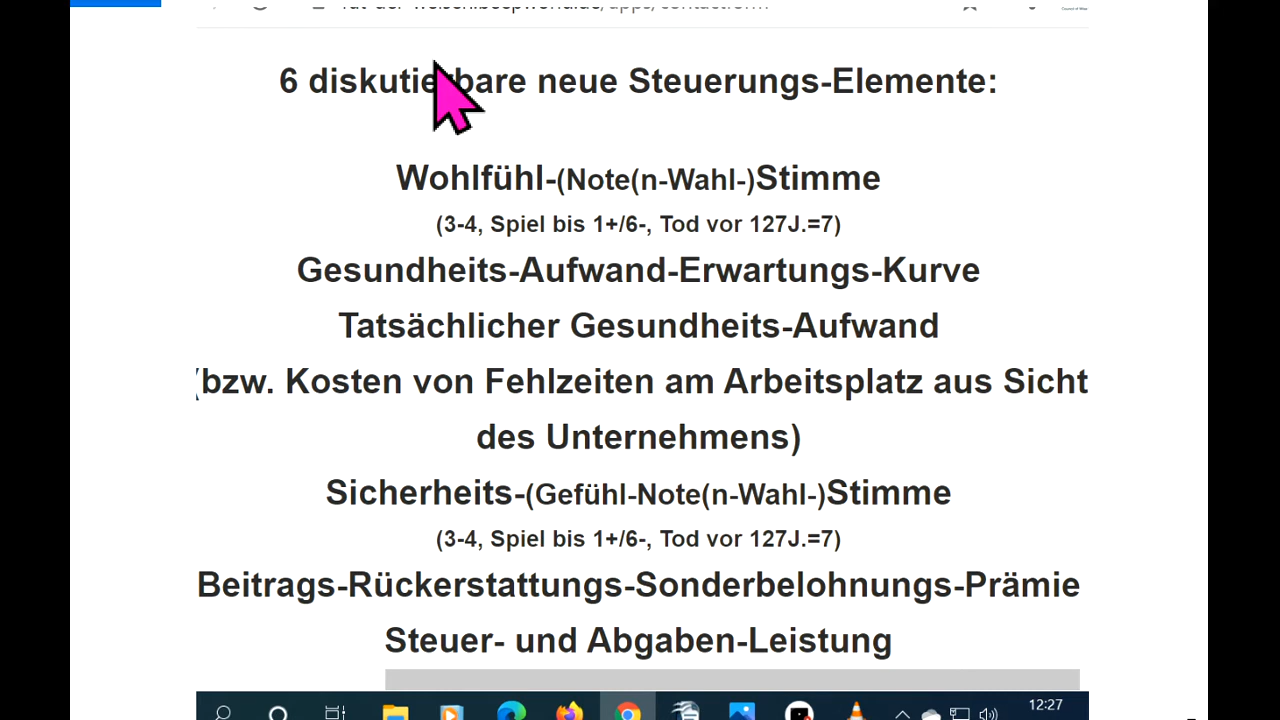 6 diskutierbare neue Steuerungs-Elemente:
Wohlfühl-(Note(n-Wahl-)Stimme
(3-4, Spiel bis 1+/6-, Tod vor 127J.=7)
Gesundheits-Aufwand-Erwartungs-Kurve
Tatsächlicher Gesundheits-Aufwand
(bzw. Kosten von Fehlzeiten am Arbeitsplatz aus Sicht
des Unternehmens)
Sicherheits-(Gefühl-Note(n-Wahl-)Stimme
(3-4, Spiel bis 1+/6-, Tod vor 127J.=7)
Beitrags-Rückerstattungs-Sonderbelohnungs-Prämie
Steuer- und Abgaben-Leistung
12:27